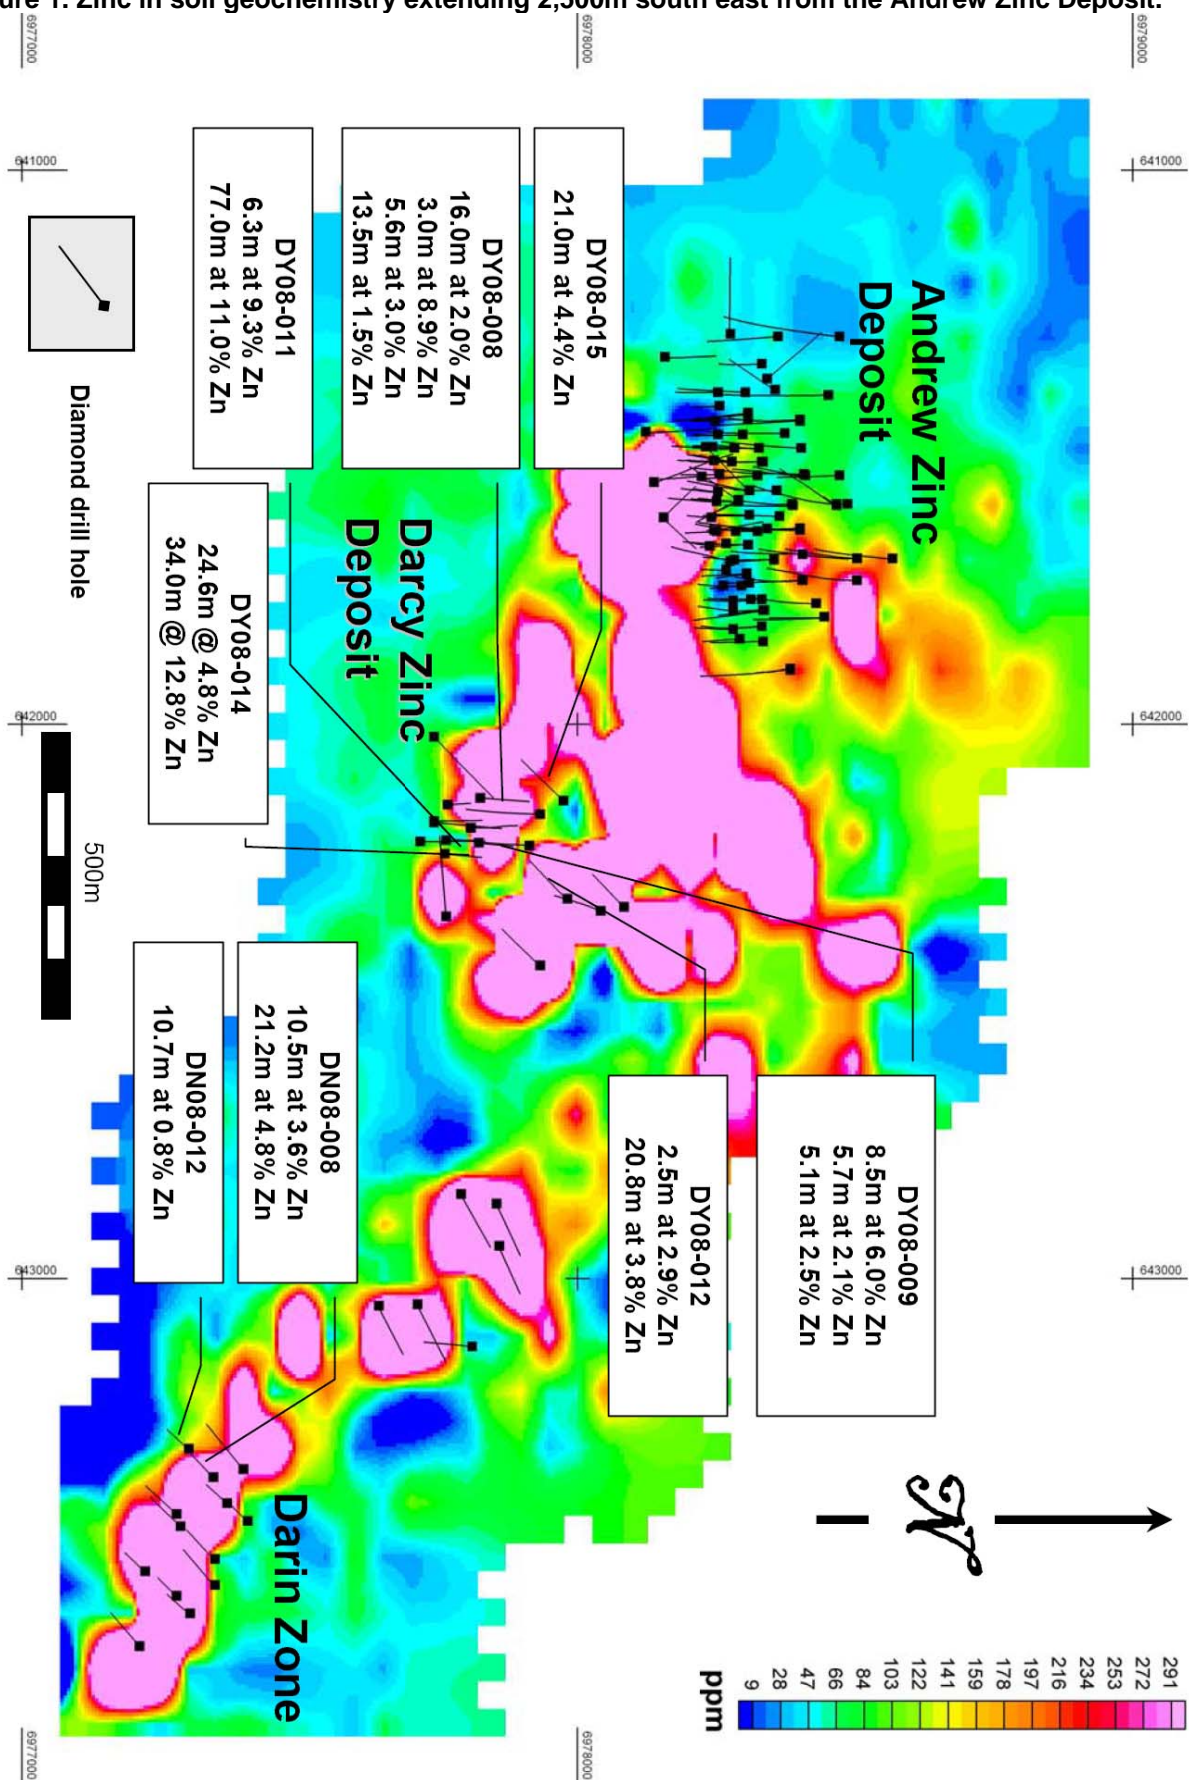 ure 1. Zinc in soil geochemistry extending 2,500m south east from the Andrew Zinc Deposit.
6977000
6978000
6979000
641000
641000
Andrew Zinc
Deposit
DY08-015
21.0m at 4.4% Zn
DY08-008
16.0m at 2.0% Zn
3.0m at 8.9% Zn
5.6m at 3.0% Zn
13.5m at 1.5% Zn
DY08-011
6.3m at 9.3% Zn
77.0m at 11.0% Zn
Diamond drill hole
Darcy Zinc
Deposit
DY08-014
24.6m @ 4.8% Zn
34.0m @ 12.8% Zn
642000
642000
500m
DY08-009
8.5m at 6.0% Zn
5.7m at 2.1% Zn
5.1m at 2.5% Zn
DY08-012
2.5m at 2.9% Zn
20.8m at 3.8% Zn
DN08-008
10.5m at 3.6% Zn
21.2m at 4.8% Zn
DN08-012
10.7m at 0.8% Zn
643000
643000
N
Darin Zone
291
272
253
234
216
197
178
159
141
122
103
84
66
47
28
9
ppm
6977000
6978000